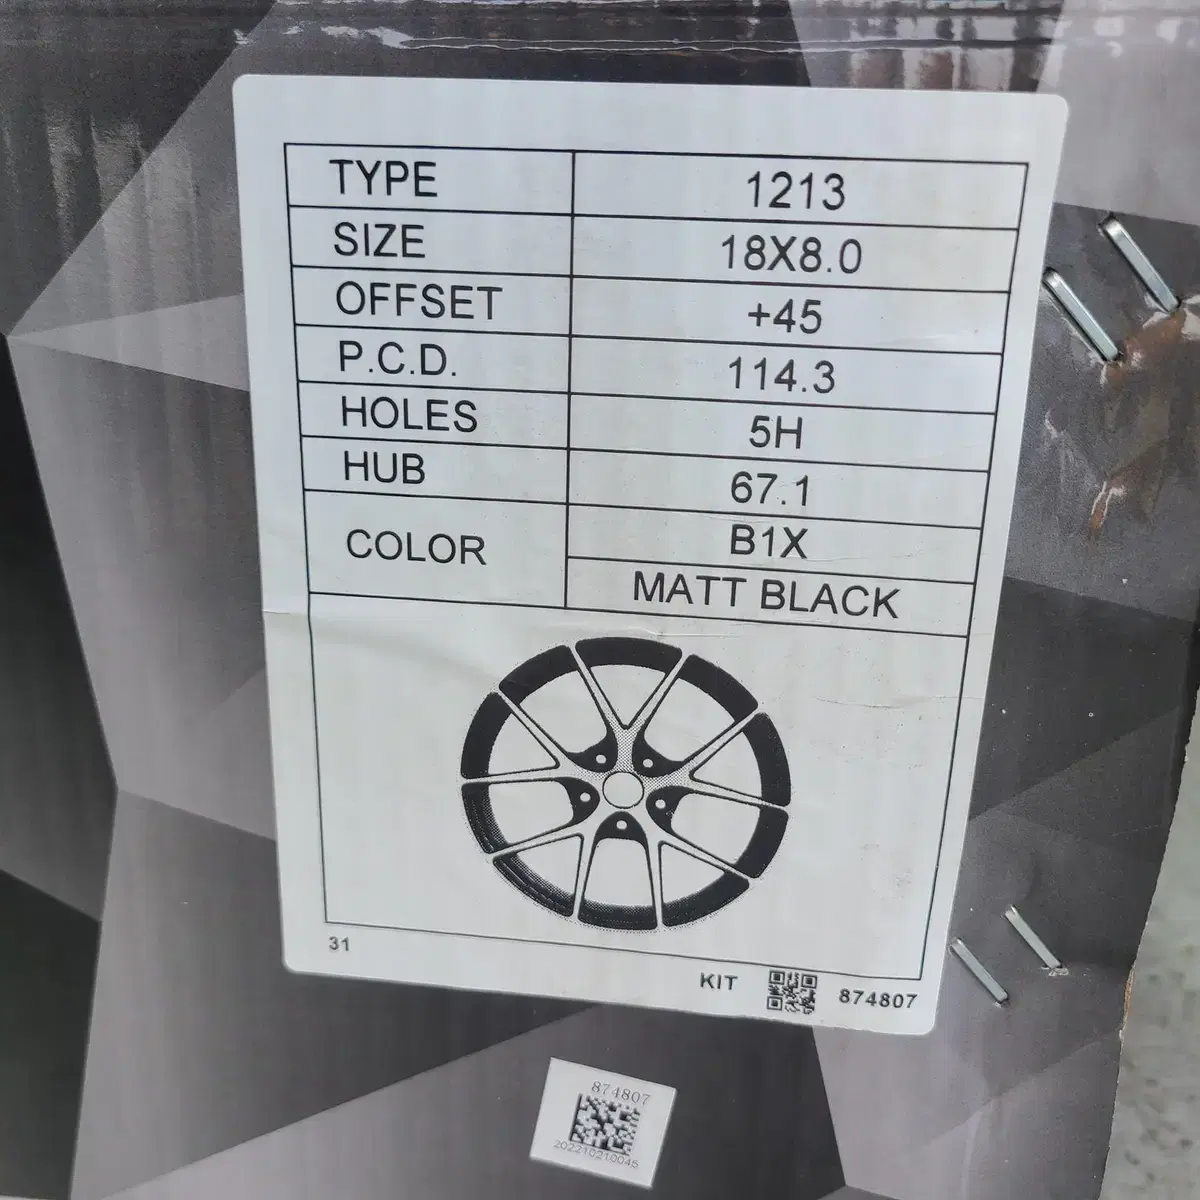 TYPE 1213
SIZE 18X8.0
OFFSET +45
P.C.D. 114.3
HOLES 5H
HUB 67.1
COLOR B1X
MATT BLACK
31
KIT 874807
874807
202210210045